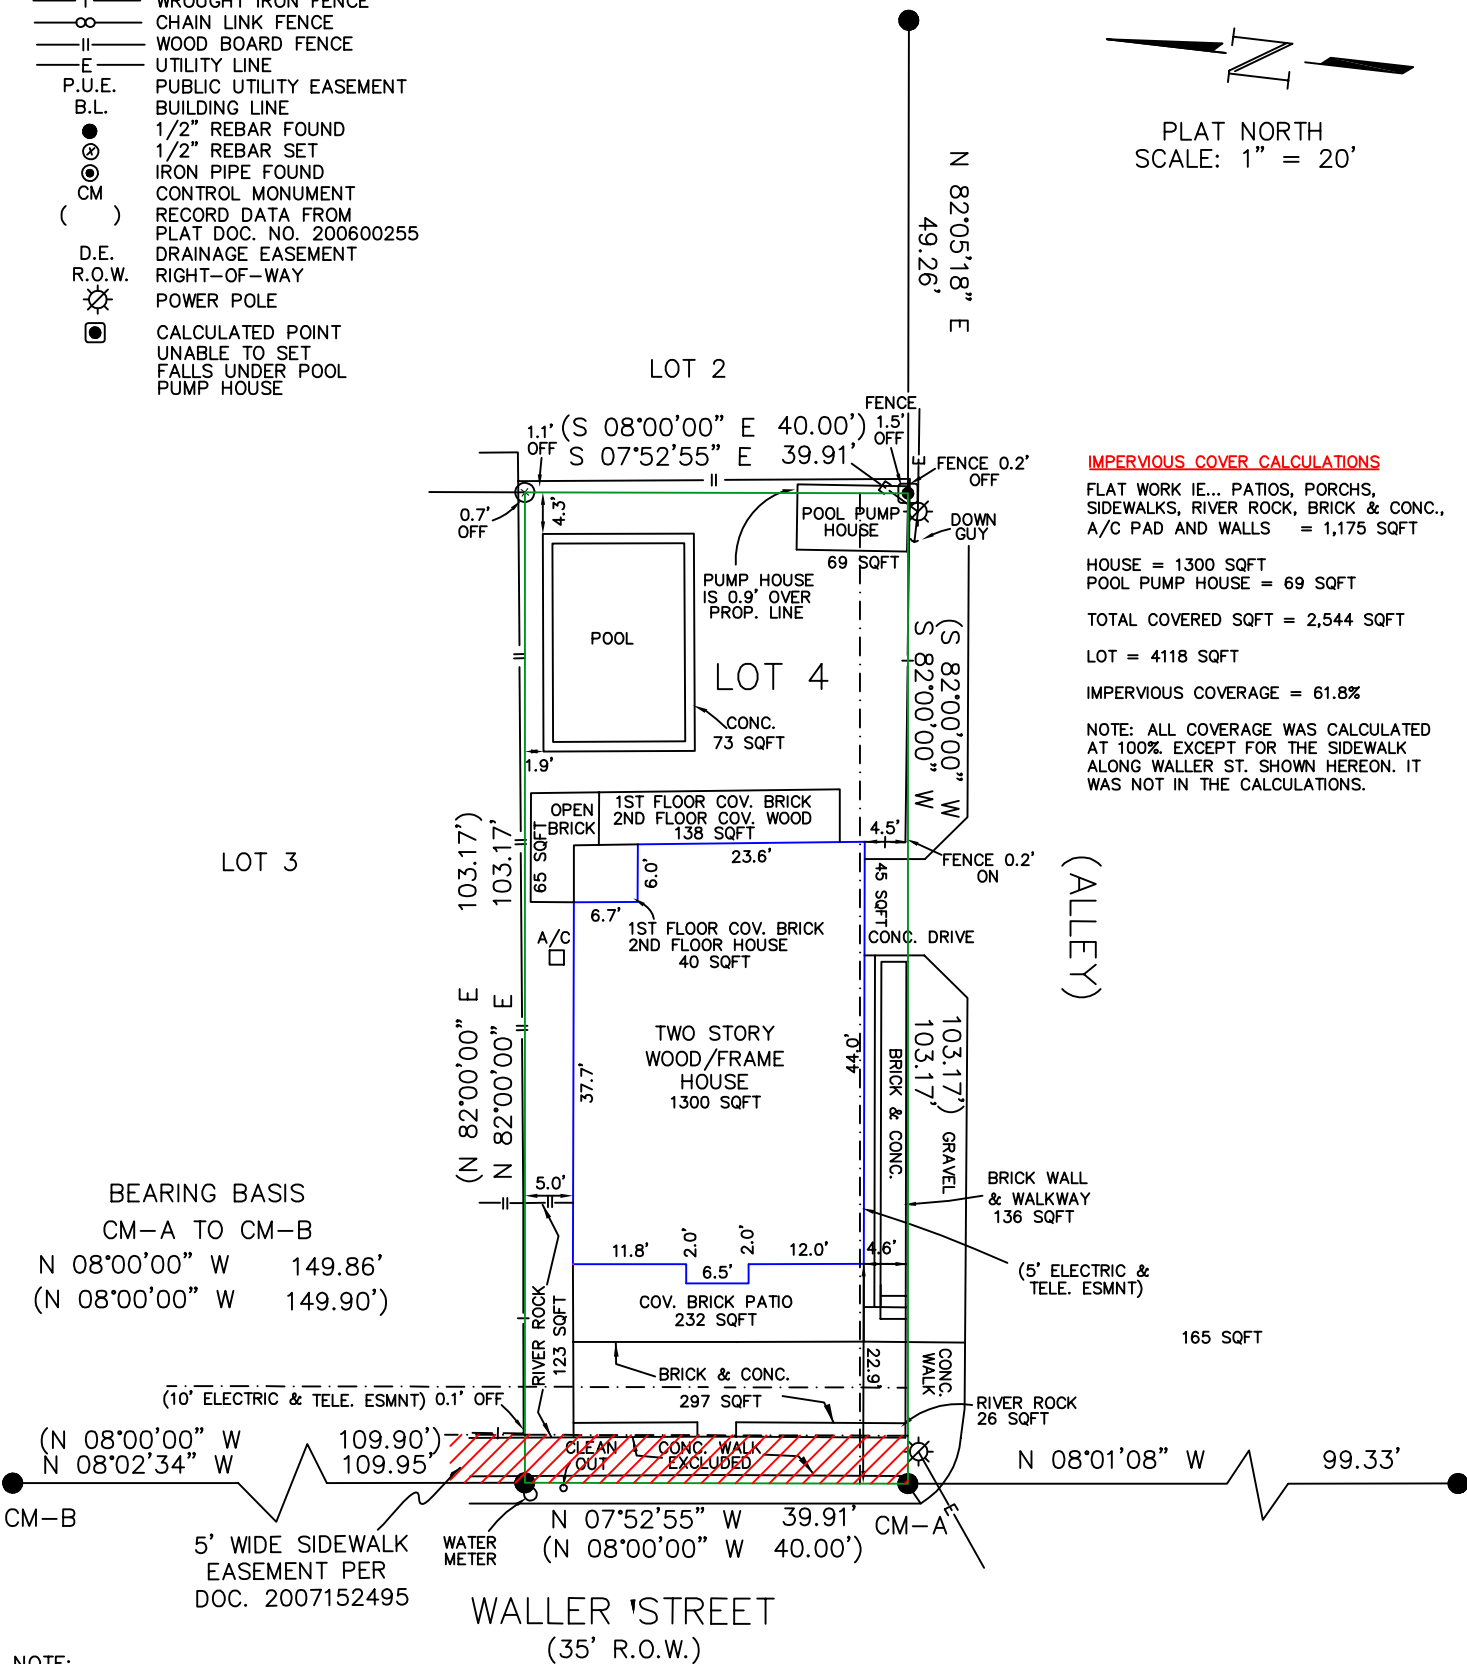 WROUGHT IRON FENCE
CHAIN LINK FENCE
WOOD BOARD FENCE
E UTILITY LINE
P.U.E. PUBLIC UTILITY EASEMENT
B.L. BUILDING LINE
1/2" REBAR FOUND
1/2" REBAR SET
IRON PIPE FOUND
CM CONTROL MONUMENT
( ) RECORD DATA FROM
PLAT DOC. NO. 200600255
D.E. DRAINAGE EASEMENT
R.O.W. RIGHT-OF-WAY
POWER POLE
CALCULATED POINT
UNABLE TO SET
FALLS UNDER POOL
PUMP HOUSE
N
PLAT NORTH
SCALE: 1" = 20'
N 82°05'18" E
49.26'
LOT 2
(S 08°00'00" E 40.00')
S 07°52'55" E 39.91'
1.1'
OFF
FENCE
1.5'
OFF
E
FENCE 0.2'
OFF
0.7'
OFF
4.3'
POOL PUMP
HOUSE
69 SQFT
DOWN
GUY
PUMP HOUSE
IS 0.9' OVER
PROP. LINE
POOL
LOT 4
CONC.
73 SQFT
1.9'
(S 82°00'00" W
S 82°00'00" W
IMPERVIOUS COVER CALCULATIONS
FLAT WORK IE... PATIOS, PORCHS,
SIDEWALKS, RIVER ROCK, BRICK & CONC.,
A/C PAD AND WALLS = 1,175 SQFT
HOUSE = 1300 SQFT
POOL PUMP HOUSE = 69 SQFT
TOTAL COVERED SQFT = 2,544 SQFT
LOT = 4118 SQFT
IMPERVIOUS COVERAGE = 61.8%
NOTE: ALL COVERAGE WAS CALCULATED
AT 100%. EXCEPT FOR THE SIDEWALK
ALONG WALLER ST. SHOWN HEREON. IT
WAS NOT IN THE CALCULATIONS.
OPEN
BRICK
65 SQFT
1ST FLOOR COV. BRICK
2ND FLOOR COV. WOOD
138 SQFT
4.5'
23.6'
6.0'
6.7'
45 SQFT
FENCE 0.2'
ON
LOT 3
(N 82°00'00" E 103.17')
N 82°00'00" E 103.17'
A/C
1ST FLOOR COV. BRICK
2ND FLOOR HOUSE
40 SQFT
CONC. DRIVE
(ALLEY)
TWO STORY
WOOD/FRAME
HOUSE
1300 SQFT
37.7'
44.0'
BRICK & CONC.
103.17')
103.17'
GRAVEL
BRICK WALL
& WALKWAY
136 SQFT
5.0'
BEARING BASIS
CM-A TO CM-B
N 08°00'00" W 149.86'
(N 08°00'00" W 149.90')
11.8'
2.0'
6.5'
2.0'
12.0'
4.6'
(5' ELECTRIC &
TELE. ESMNT)
COV. BRICK PATIO
232 SQFT
RIVER ROCK
123 SQFT
165 SQFT
BRICK & CONC.
297 SQFT
22.9'
CONC.
WALK
RIVER ROCK
26 SQFT
(10' ELECTRIC & TELE. ESMNT) 0.1' OFF
(N 08°00'00" W 109.90')
N 08°02'34" W 109.95'
CLEAN
OUT
CONC. WALK
EXCLUDED
N 08°01'08" W 99.33'
CM-B
N 07°52'55" W 39.91'
(N 08°00'00" W 40.00')
CM-A
E
WATER
METER
5' WIDE SIDEWALK
EASEMENT PER
DOC. 2007152495
WALLER STREET
(35' R.O.W.)
NOTE: